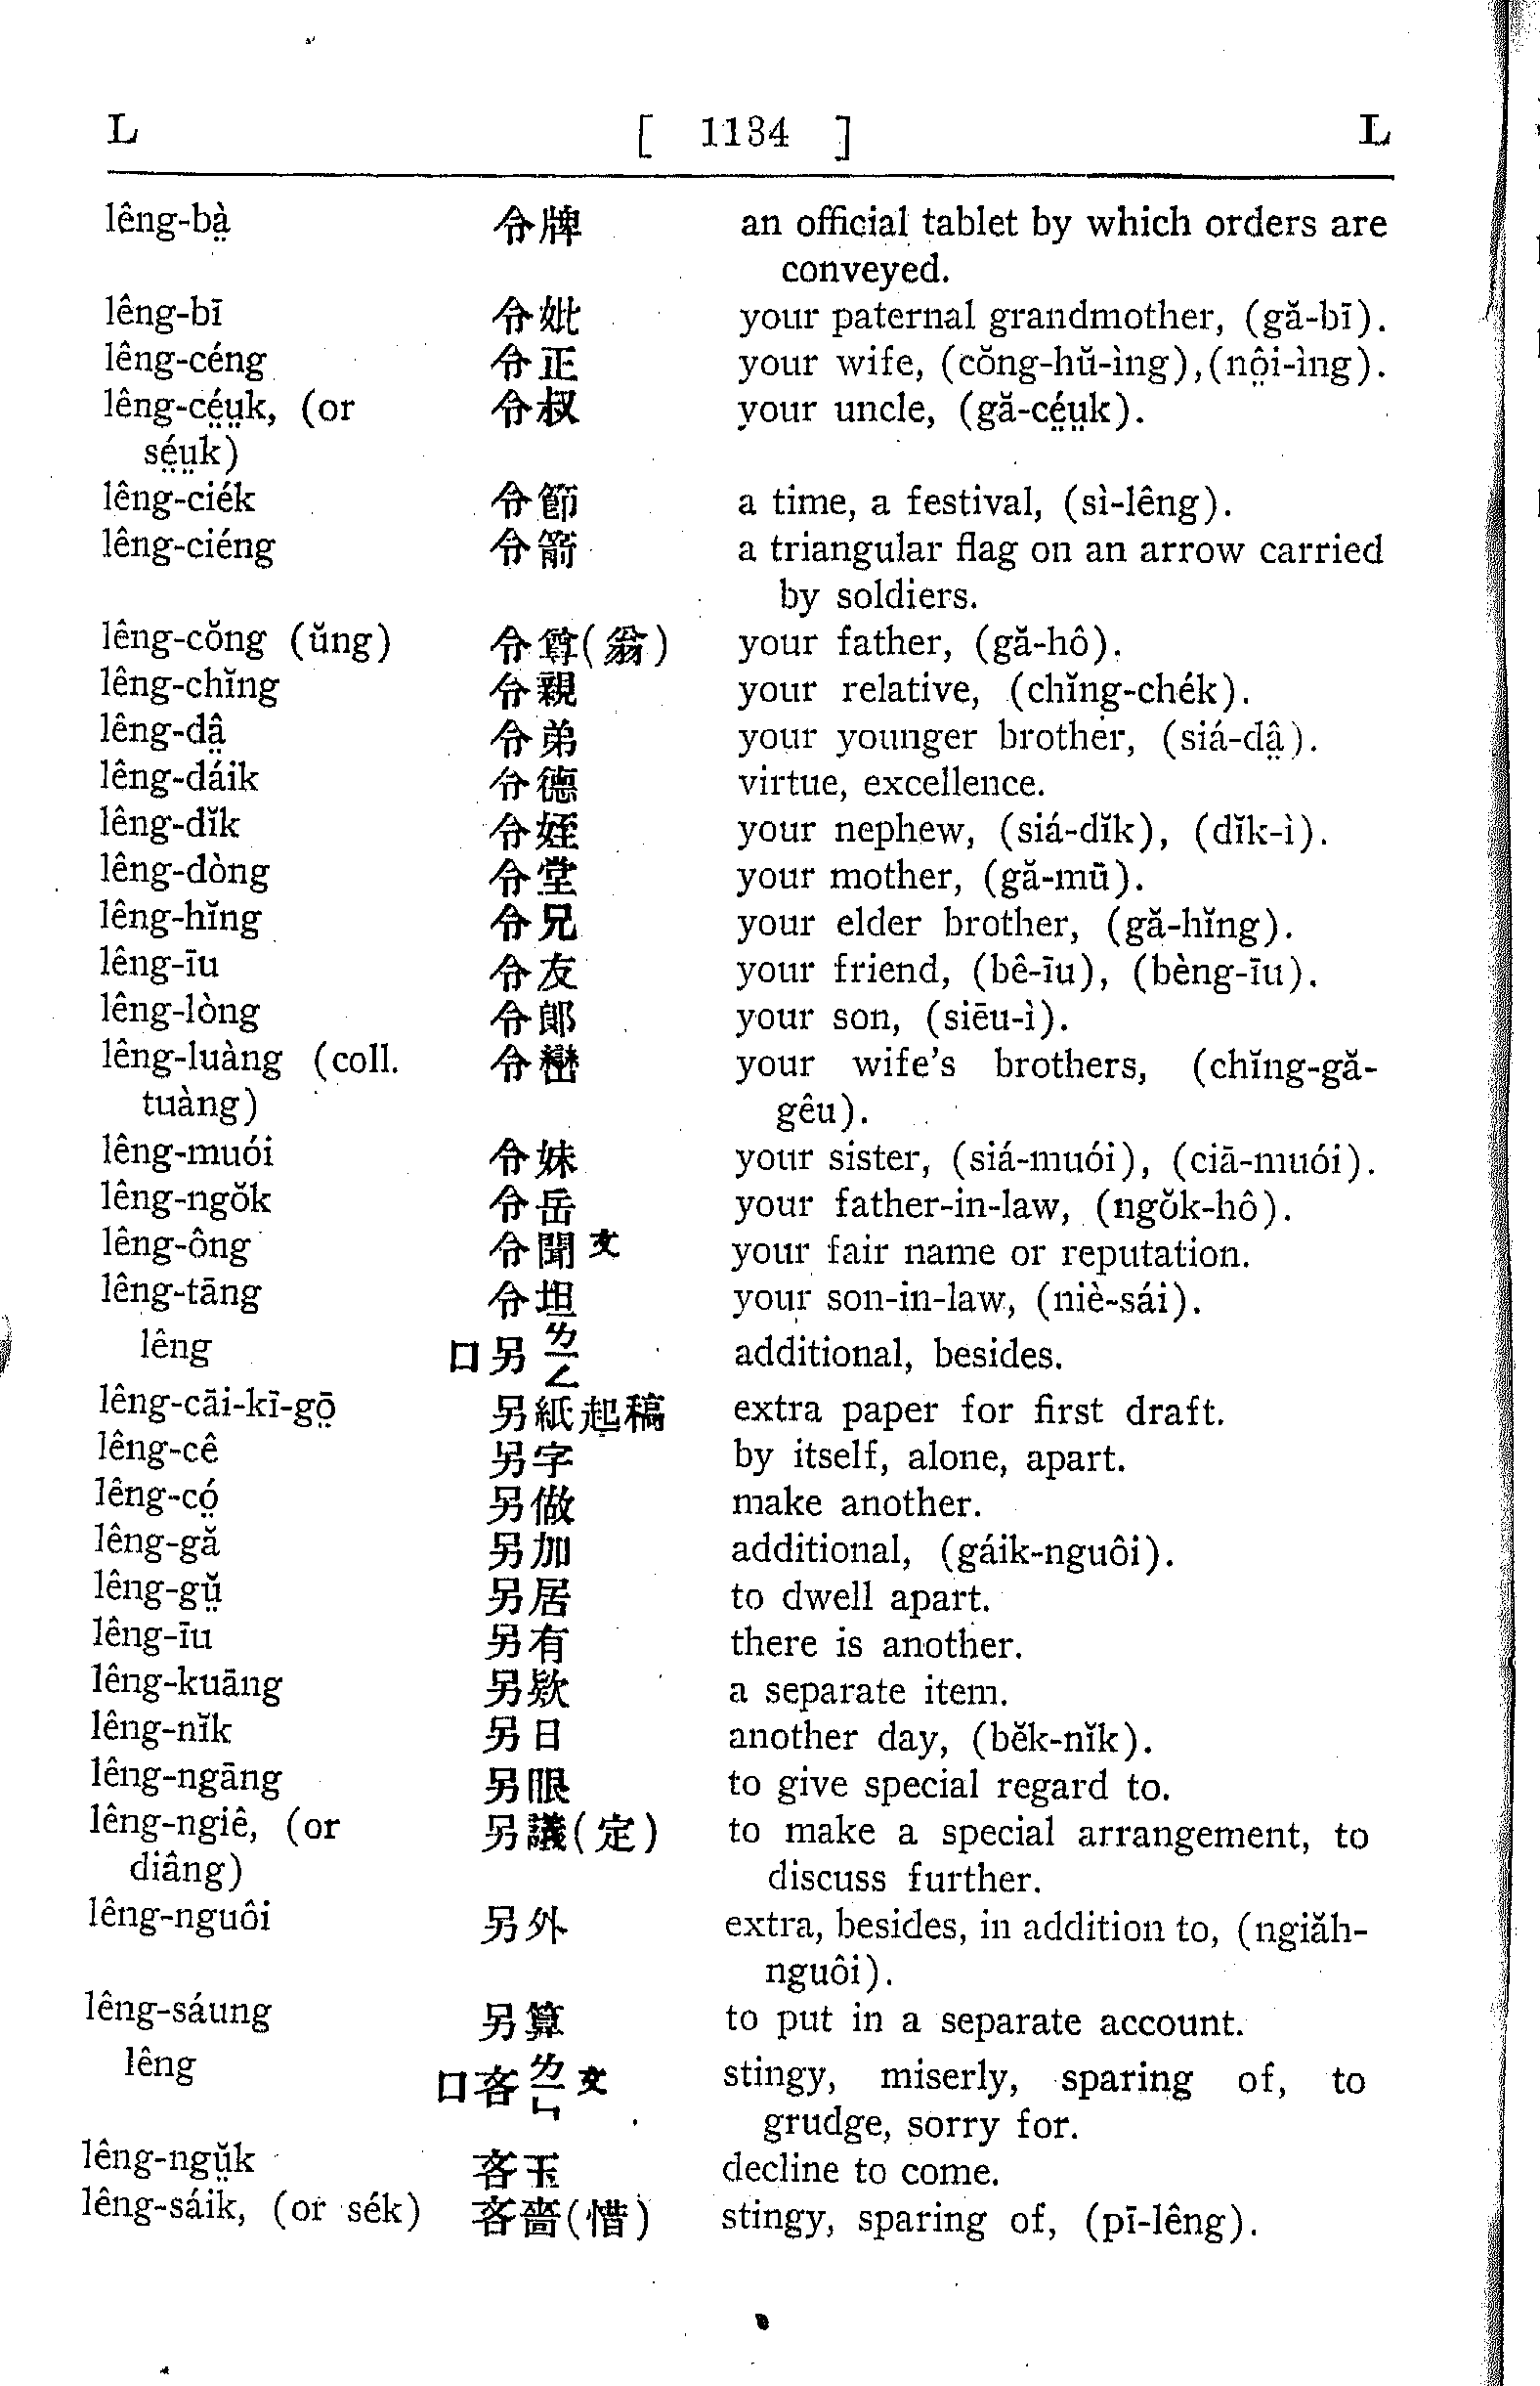 L [ 1134 ] L
lêng-bạ̤̀ 令牌 an official tablet by which orders are
conveyed.
lêng-bī 令妣 your paternal grandmother, (gă-bī).
lêng-céng 令正 your wife, (cŏng-hŭ-ìng),(nô̤i-ìng).
lêng-cé̤ṳk, (or 令叔 your uncle, (gă-cé̤ṳk).
sé̤ṳk)
lêng-ciék 令節 a time, a festival, (sì-lêng).
lêng-ciéng 令箭 a triangular flag on an arrow carried
by soldiers.
lêng-cŏng (ŭng) 令尊(翁) your father, (gă-hô).
lêng-chĭng 令親 your relative, (chĭng-chék).
lêng-dâ̤ 令弟 your younger brother, (siá-dâ̤).
lêng-dáik 令德 virtue, excellence.
lêng-dĭk 令姪 your nephew, (siá-dĭk), (dĭk-ì).
lêng-dòng 令堂 your mother, (gă-mū).
lêng-hĭng 令兄 your elder brother, (gă-hĭng).
lêng-īu 令友 your friend, (bê-īu), (bèng-īu).
lêng-lòng 令郎 your son, (siēu-ì).
lêng-luàng (coll. 令巒 your wife's brothers, (chĭng-gă-
tuàng) gêu).
lêng-muói 令妹 your sister, (siá-muói), (ciā-muói).
lêng-ngŏk 令岳 your father-in-law, (ngŏk-hô).
lêng-ông 令聞文 your fair name or reputation.
lêng-tāng 令坦 your son-in-law, (niè-sái).
lêng 口另ㄌㄧㄥ additional, besides.
lêng-cāi-kī-gō̤ 另紙起稿 extra paper for first draft.
lêng-cê 另字 by itself, alone, apart.
lêng-có̤ 另做 make another.
lêng-gă 另加 additional, (gáik-nguôi).
lêng-gṳ̆ 另居 to dwell apart.
lêng-īu 另有 there is another.
lêng-kuāng 另欵 a separate item.
lêng-nĭk 另日 another day, (bĕk-nĭk).
lêng-ngāng 另眼 to give special regard to.
lêng-ngiê, (or 另議(定) to make a special arrangement, to
diâng) discuss further.
lêng-nguôi 另外 extra, besides, in addition to, (ngiăh-
nguôi).
lêng-sáung 另算 to put in a separate account.
lêng 口吝ㄌㄧㄣ文 stingy, miserly, sparing of, to
grudge, sorry for.
lêng-ngṳ̆k 吝玉 decline to come.
lêng-sáik, (or sék) 吝嗇(惜) stingy, sparing of, (pī-lêng).